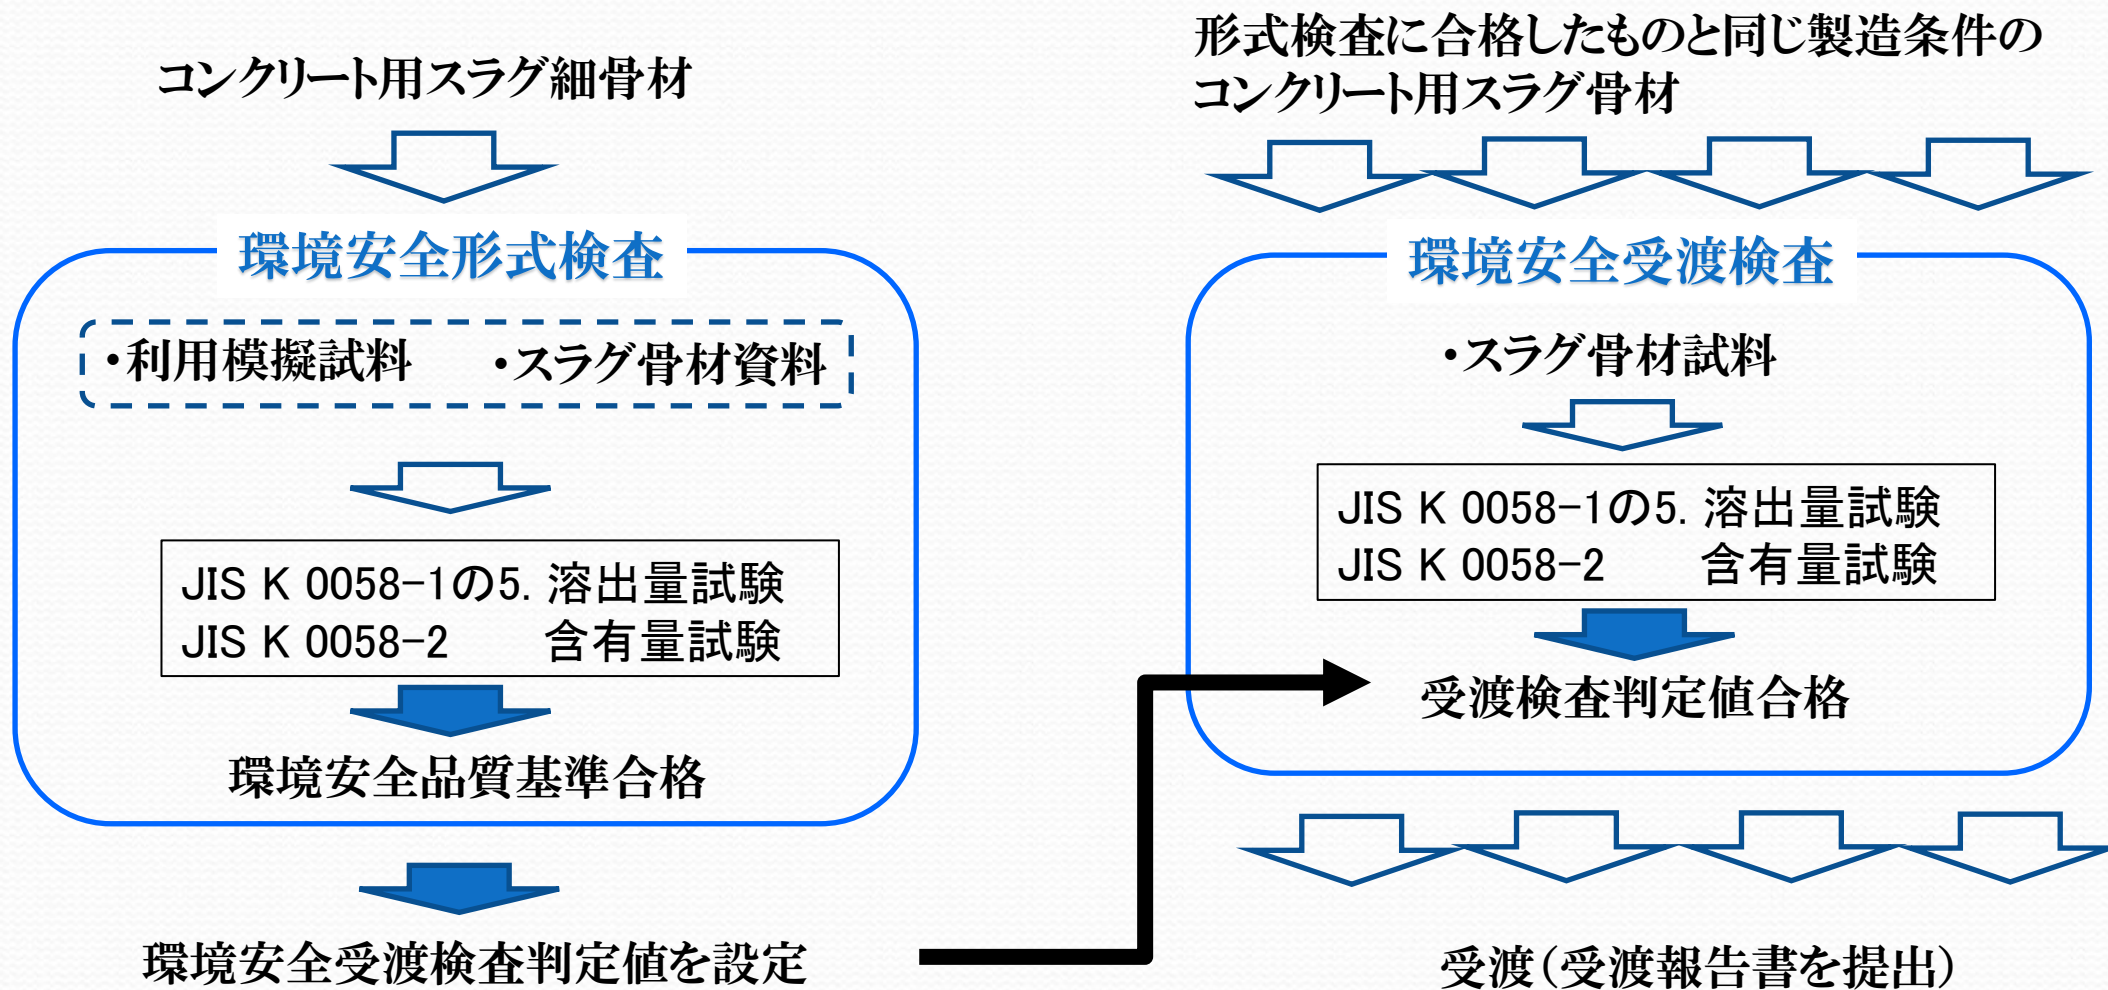 コンクリート用スラグ細骨材
環境安全形式検査
・利用模擬試料　・スラグ骨材資料
JIS K 0058-1の5. 溶出量試験
JIS K 0058-2　含有量試験
環境安全品質基準合格
環境安全受渡検査判定値を設定
形式検査に合格したものと同じ製造条件の
コンクリート用スラグ骨材
環境安全受渡検査
・スラグ骨材試料
JIS K 0058-1の5. 溶出量試験
JIS K 0058-2　含有量試験
受渡検査判定値合格
受渡（受渡報告書を提出）